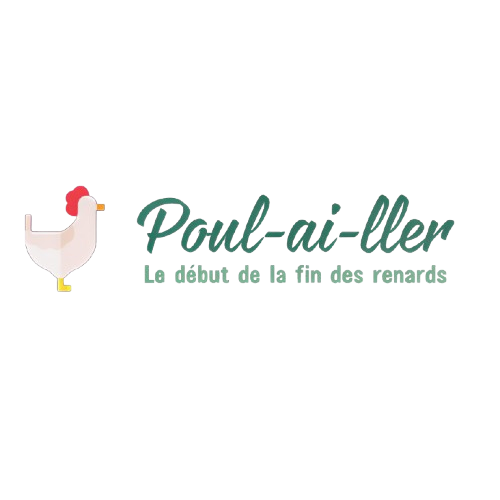 Poul-ai-ller
Le début de la fin des renards